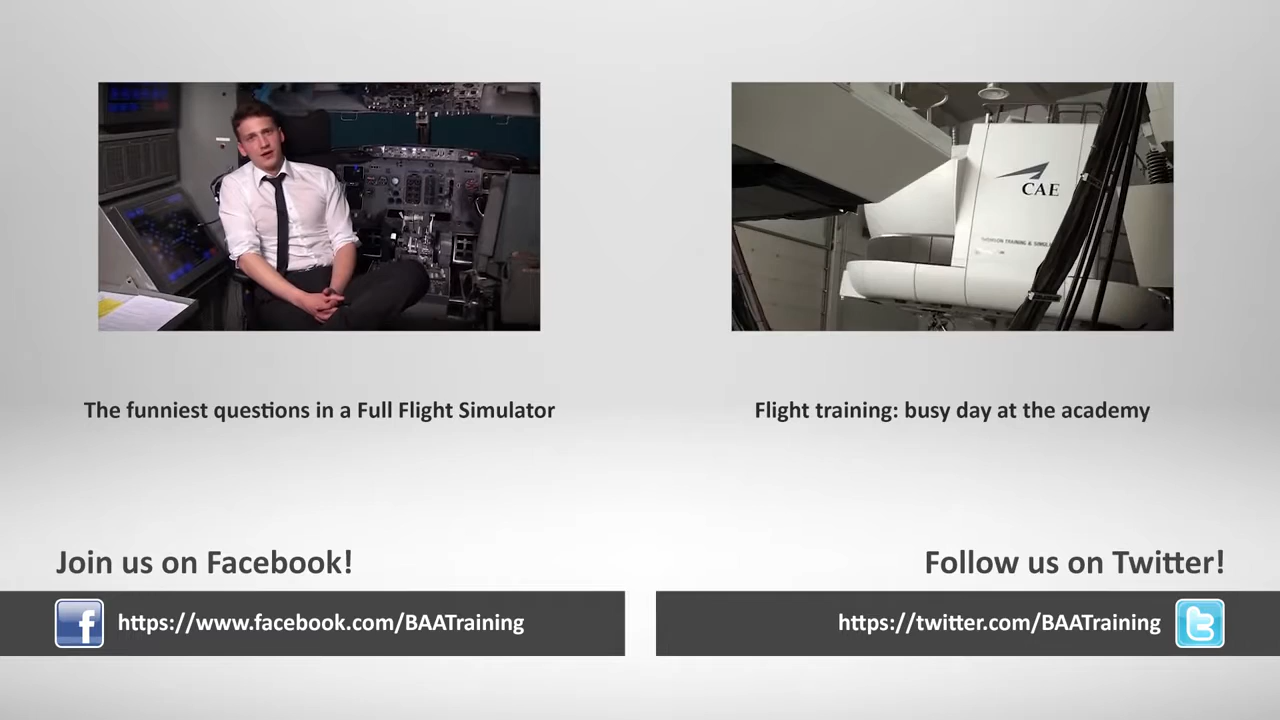 CAE
The funniest questions in a Full Flight Simulator
Flight training: busy day at the academy
Join us on Facebook!
Follow us on Twitter!
https://www.facebook.com/BAATraining
https://twitter.com/BAATraining